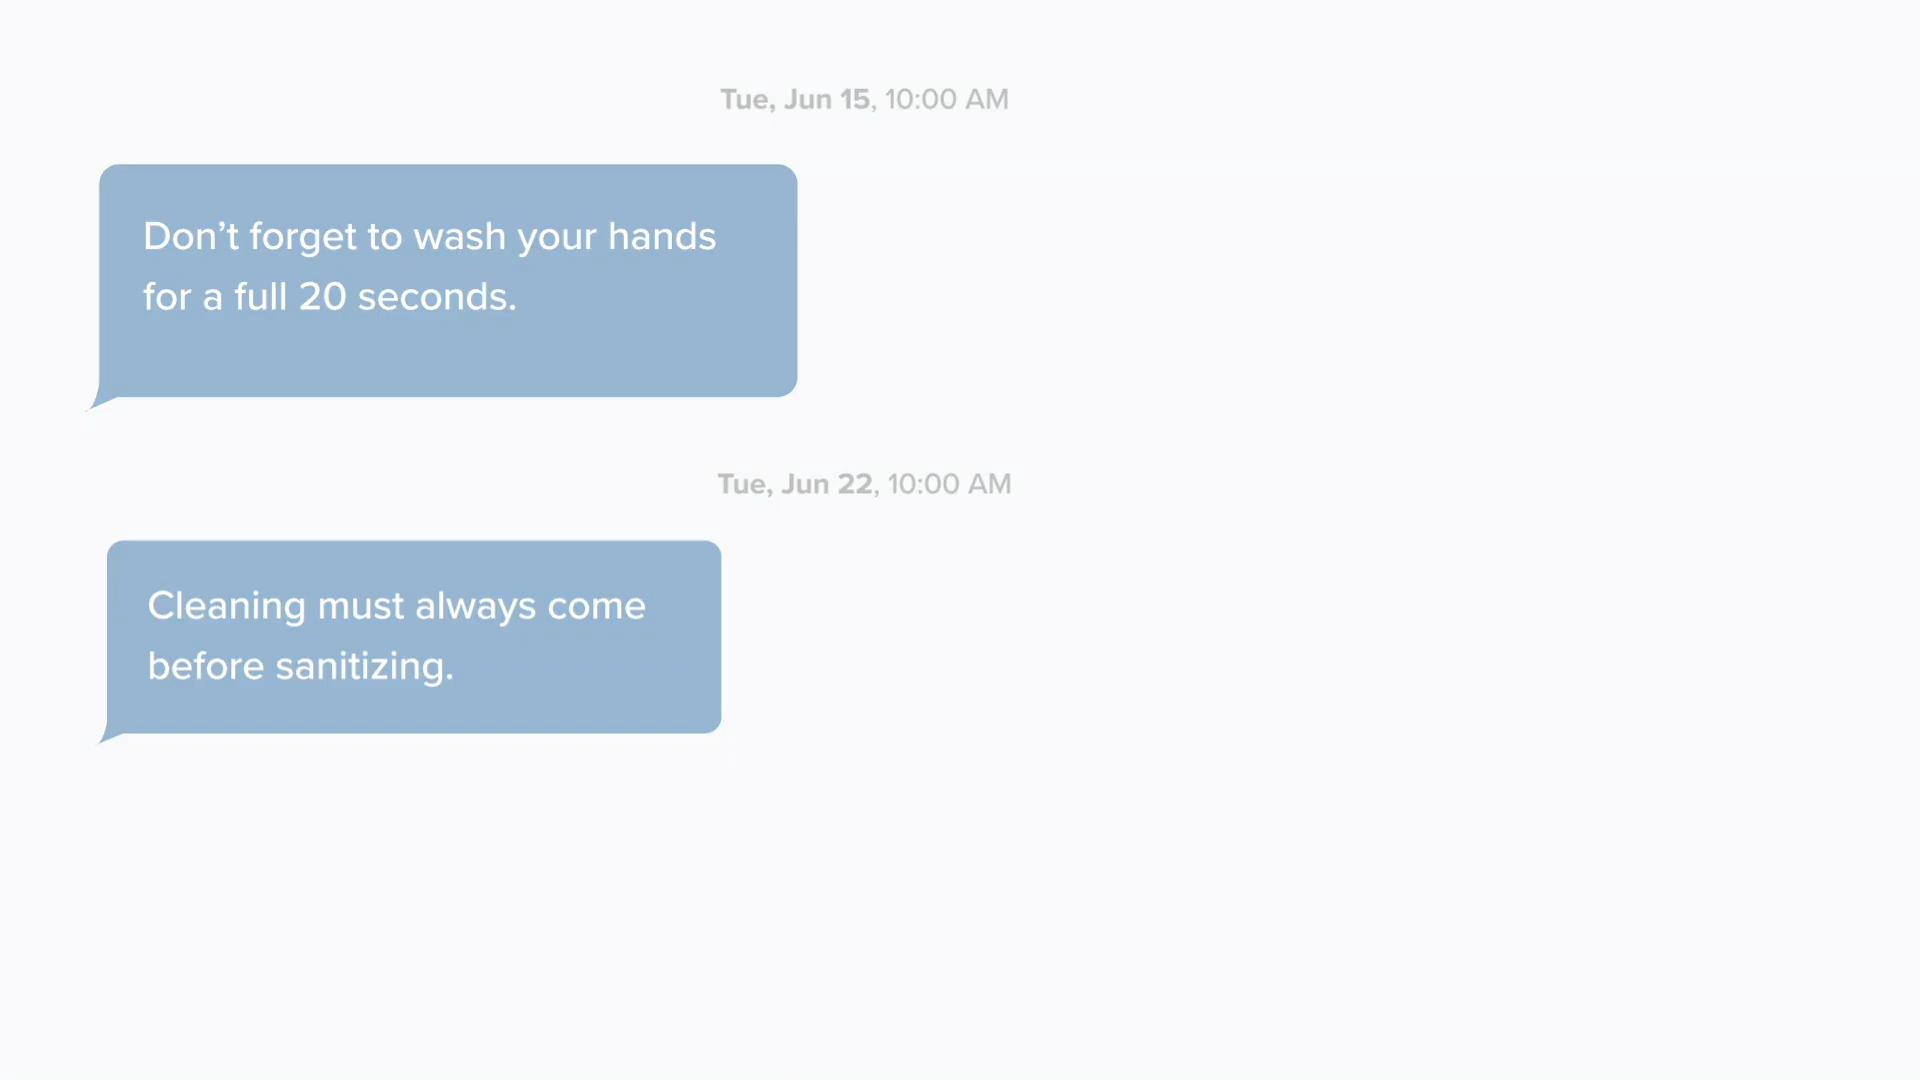 Tue, Jun 15, 10:00 AM
Don’t forget to wash your hands
for a full 20 seconds.
Tue, Jun 22, 10:00 AM
Cleaning must always come
before sanitizing.